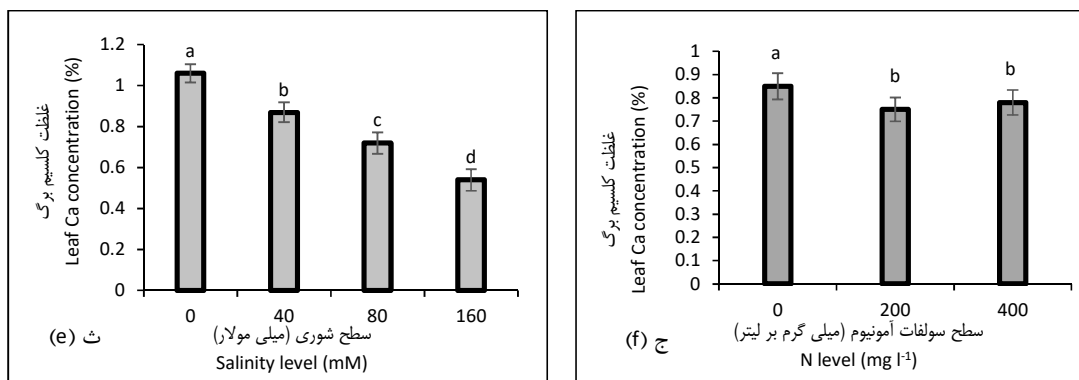 غلظت کلسیم برگ
Leaf Ca concentration (%)
1.2
1
0.8
0.6
0.4
0.2
0
a
b
c
d
0 40 80 160
سطح شوری (میلی مولار)
Salinity level (mM)
ث (e)
غلظت کلسیم برگ
Leaf Ca concentration (%)
1
0.9
0.8
0.7
0.6
0.5
0.4
0.3
0.2
0.1
0
a
b
b
0 200 400
سطح سولفات آمونیوم (میلی گرم بر لیتر)
N level (mg l⁻¹)
ج (f)